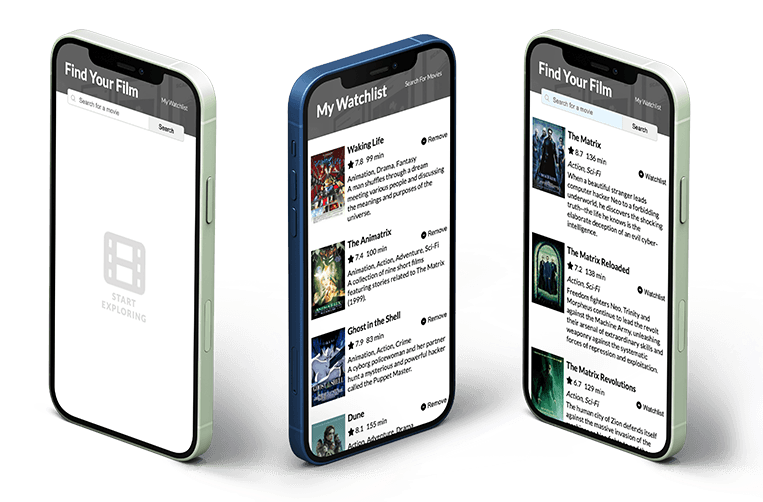 Find Your Film
My Watchlist
Search for a movie
Search
START
EXPLORING
My Watchlist
Search For Movies
Waking Life
7.8 99 min
Remove
Animation, Drama, Fantasy
A man shuffles through a dream
meeting various people and discussing
the meanings and purposes of the
universe.
The Animatrix
7.4 100 min
Remove
Animation, Action, Adventure, Sci-Fi
A collection of nine short films
featuring stories related to The Matrix
(1999).
Ghost in the Shell
7.9 83 min
Remove
Animation, Action, Crime
A cyborg policewoman and her partner
hunt a mysterious and powerful hacker
called the Puppet Master.
Dune
8.1 155 min
Remove
Action, Adventure, Drama
Find Your Film
My Watchlist
Search for a movie
Search
The Matrix
8.7 136 min
Watchlist
Action, Sci-Fi
When a beautiful stranger leads
computer hacker Neo to a forbidding
underworld, he discovers the shocking
truth--the life he knows is the
elaborate deception of an evil cyber-
intelligence.
The Matrix Reloaded
7.2 138 min
Watchlist
Action, Sci-Fi
Freedom fighters Neo, Trinity and
Morpheus continue to lead the revolt
against the Machine Army, unleashing
their arsenal of extraordinary skills and
weaponry against the systematic
forces of repression and exploitation.
The Matrix Revolutions
6.7 129 min
Watchlist
Action, Sci-Fi
The human city of Zion defends itself
against the massive invasion of the